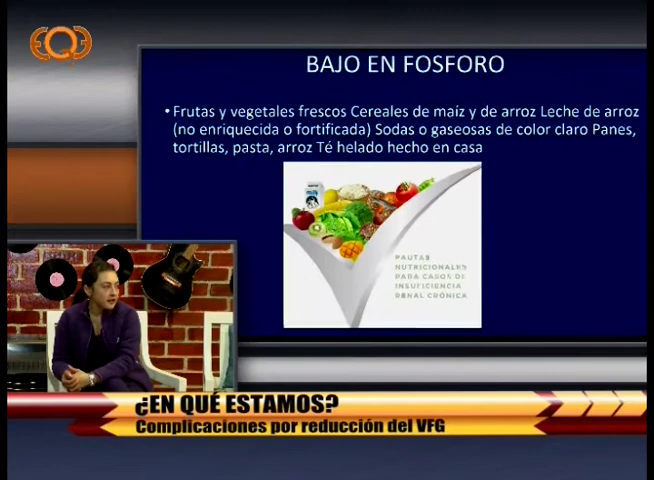 EQE
BAJO EN FOSFORO
• Frutas y vegetales frescos Cereales de maíz y de arroz Leche de arroz
(no enriquecida o fortificada) Sodas o gaseosas de color claro Panes,
tortillas, pasta, arroz Té helado hecho en casa
PAUTAS
NUTRICIONALES
PARA CASOS DE
INSUFICIENCIA
RENAL CRÓNICA
¿EN QUÉ ESTAMOS?
Complicaciones por reducción del VFG